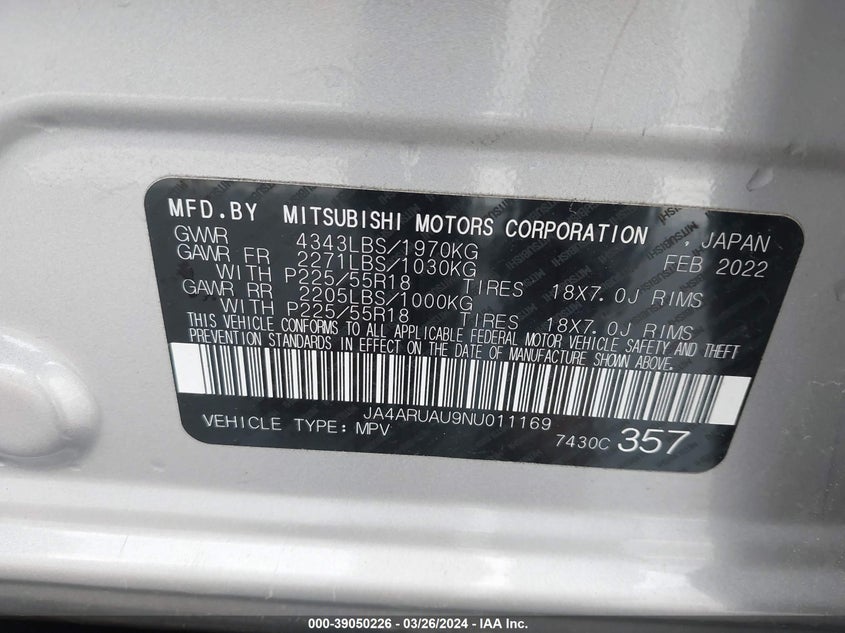 MFD.BY MITSUBISHI MOTORS CORPORATION JAPAN
GWVR 4343LBS/1970KG FEB 2022
GAWR FR 2271LBS/1030KG
WITH P225/55R18 TIRES 18X7.0J RIMS
GAWR RR 2205LBS/1000KG
WITH P225/55R18 TIRES 18X7.0J RIMS
THIS VEHICLE CONFORMS TO ALL APPLICABLE FEDERAL MOTOR VEHICLE SAFETY AND THEFT
PREVENTION STANDARDS IN EFFECT ON THE DATE OF MANUFACTURE SHOWN ABOVE.
JA4ARUAU9NU011169
VEHICLE TYPE: MPV 7430C 357
000-39050226 - 03/26/2024 - IAA Inc.